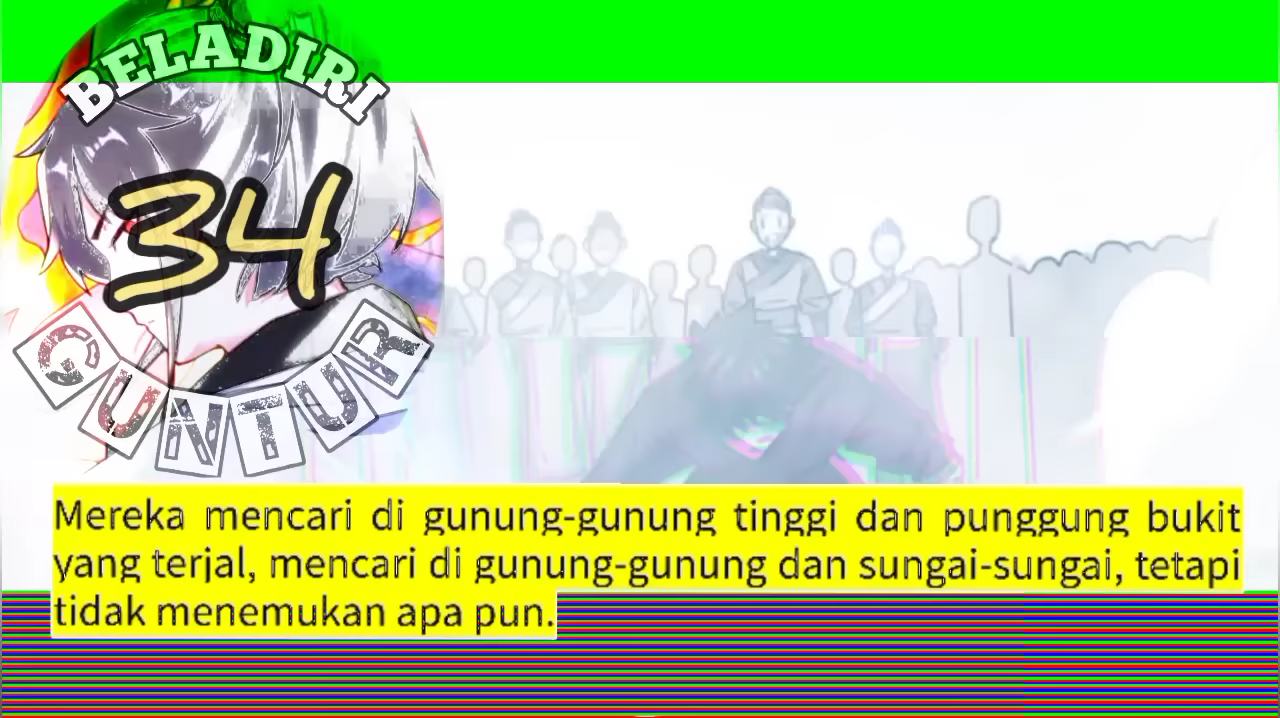 BELADIRI
34
GUNTUR
Mereka mencari di gunung-gunung tinggi dan punggung bukit
yang terjal, mencari di gunung-gunung dan sungai-sungai, tetapi
tidak menemukan apa pun.